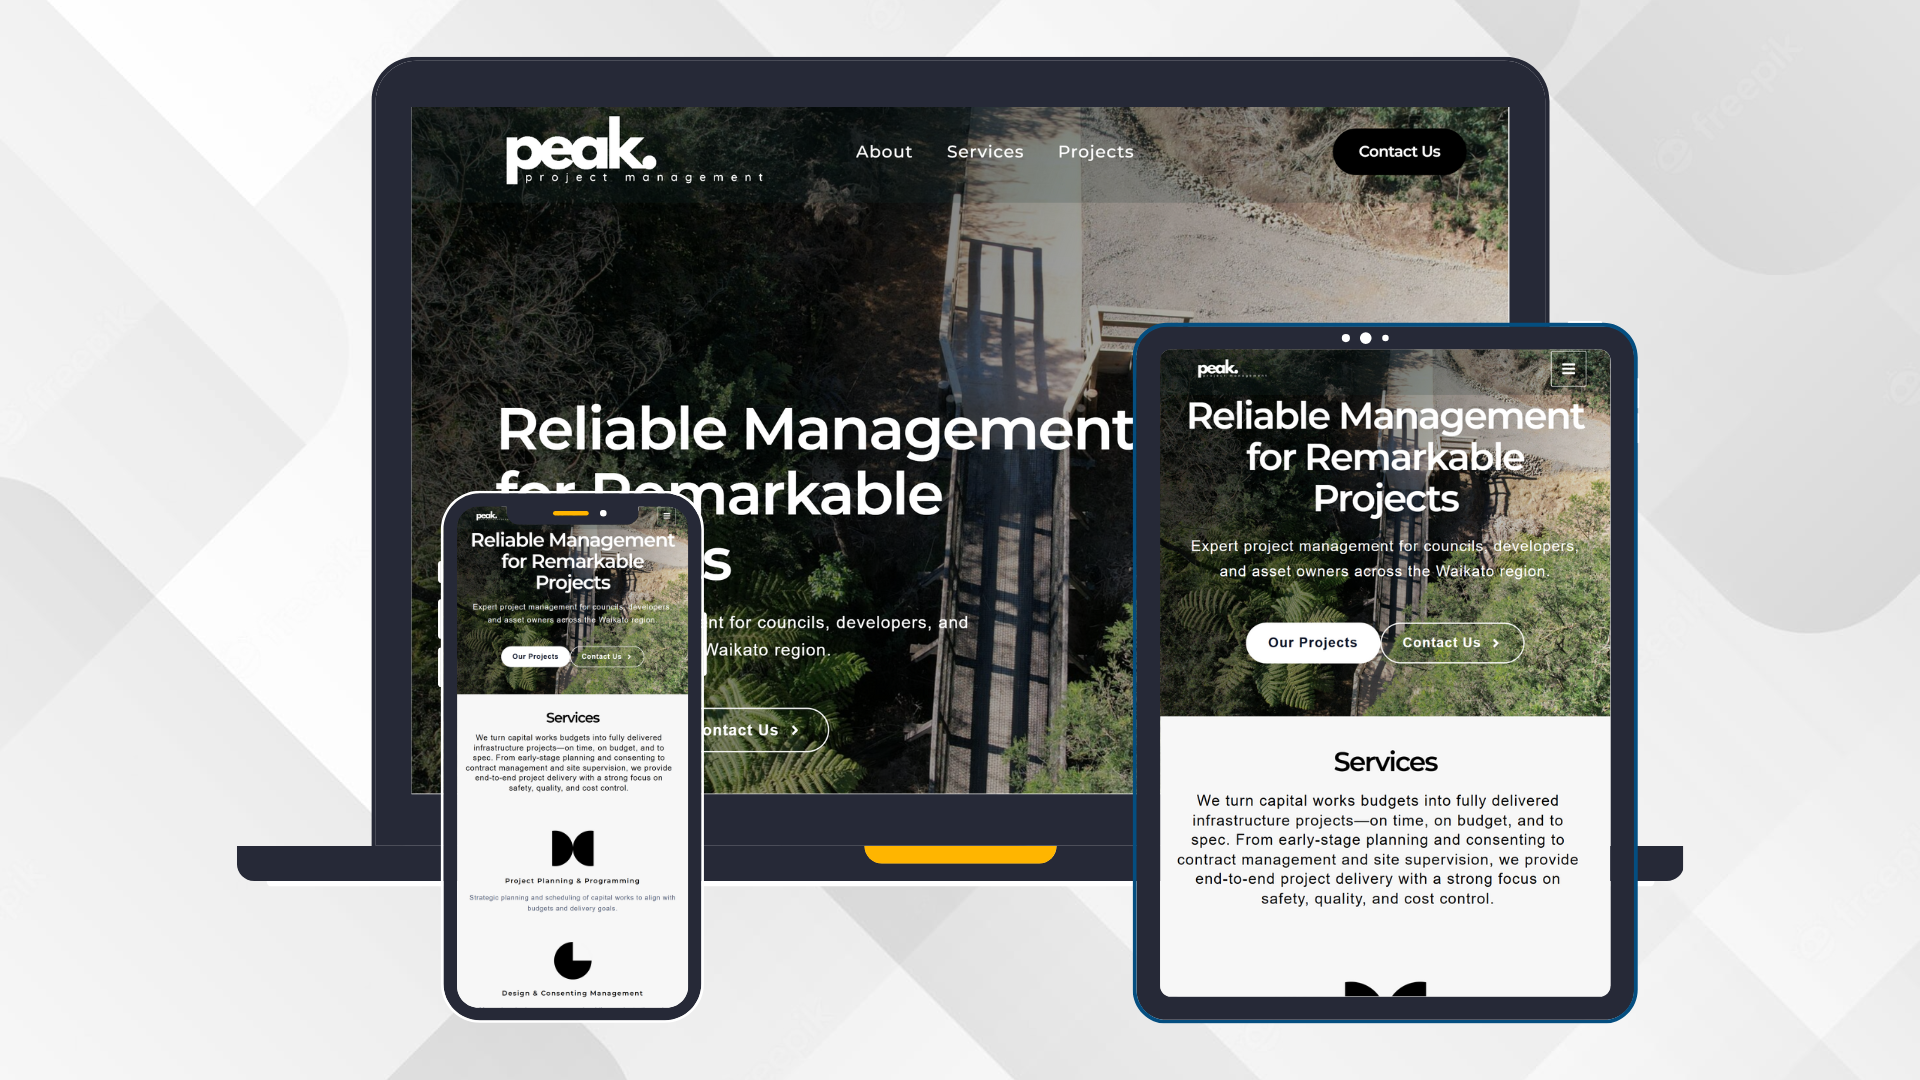 peak.
project management
About
Services
Projects
Contact Us
Reliable Management
for Remarkable
s
nt for councils, developers, and
Waikato region.
ontact Us
peak.
Reliable Management
for Remarkable
Projects
Expert project management for councils, developers,
and asset owners across the Waikato region.
Our Projects
Contact Us
Services
We turn capital works budgets into fully delivered
infrastructure projects—on time, on budget, and to
spec. From early-stage planning and consenting to
contract management and site supervision, we provide
end-to-end project delivery with a strong focus on
safety, quality, and cost control.
Project Planning & Programming
Strategic planning and scheduling of capital works to align with
budgets and delivery goals.
Design & Consenting Management
peak.
project management
Reliable Management
for Remarkable
Projects
Expert project management for councils, developers,
and asset owners across the Waikato region.
Our Projects
Contact Us
Services
We turn capital works budgets into fully delivered
infrastructure projects—on time, on budget, and to
spec. From early-stage planning and consenting to
contract management and site supervision, we provide
end-to-end project delivery with a strong focus on
safety, quality, and cost control.
freepik